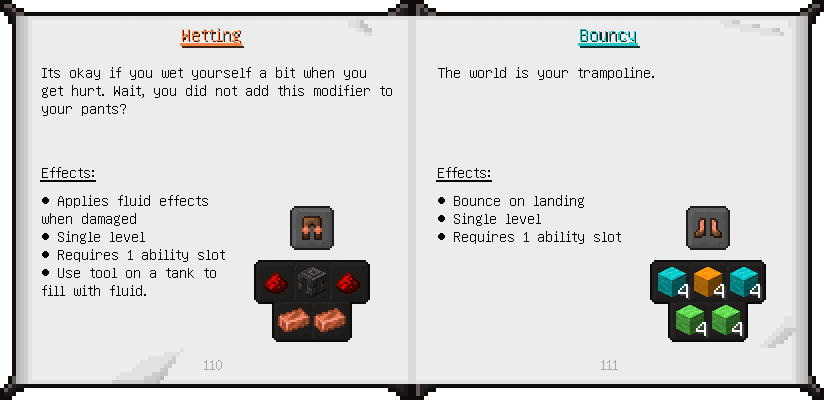 Wetting
Its okay if you wet yourself a bit when you
get hurt. Wait, you did not add this modifier to
your pants?
Effects:
● Applies fluid effects
when damaged
● Single level
● Requires 1 ability slot
● Use tool on a tank to
fill with fluid.
110
Bouncy
The world is your trampoline.
Effects:
● Bounce on landing
● Single level
● Requires 1 ability slot
4 4 4
4 4
111